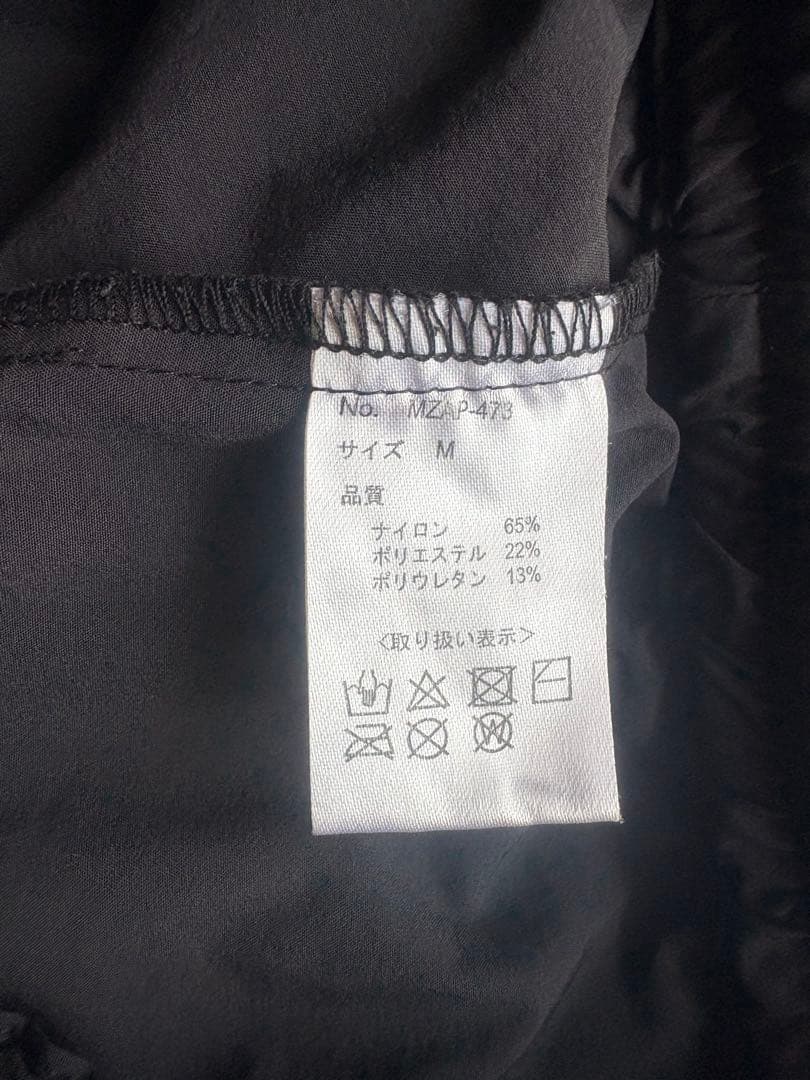 No. MZAP-473
サイズ M
品質
ナイロン 65%
ポリエステル 22%
ポリウレタン 13%
<取り扱い表示>